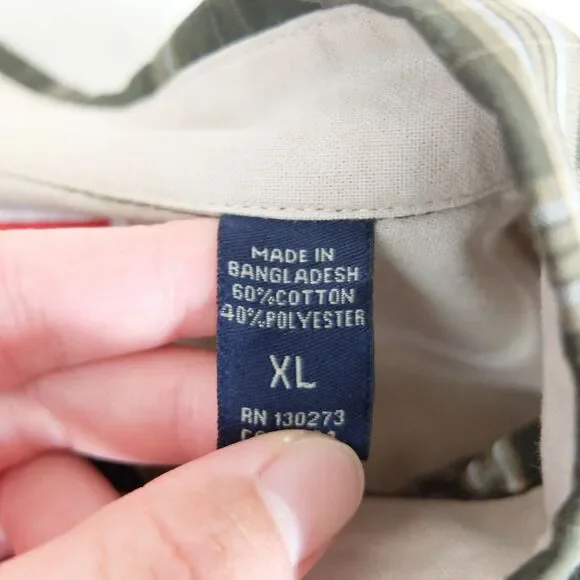 MADE IN
BANGLADESH
60%COTTON
40%POLYESTER
XL
RN 130273